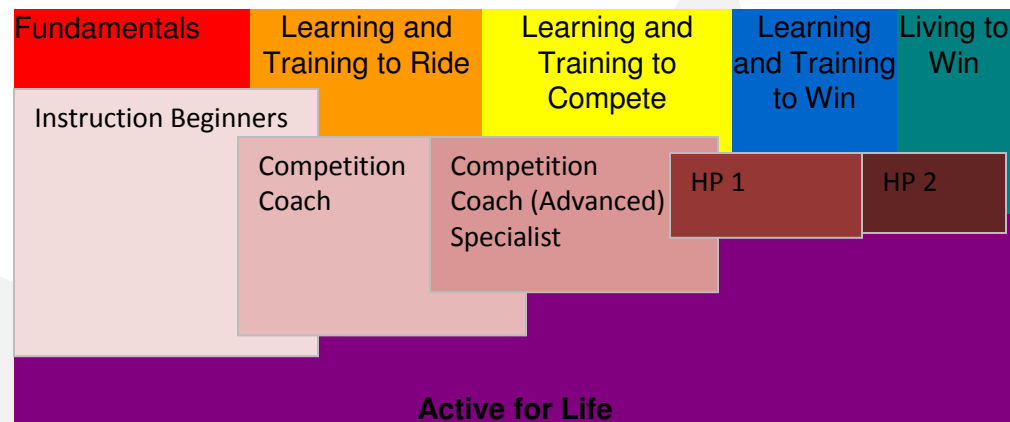 Fundamentals
Learning and
Training to Ride
Learning and
Training to
Compete
Learning
and Training
to Win
Living to
Win
Instruction Beginners
Competition
Coach
Competition
Coach (Advanced)
Specialist
HP 1
HP 2
Active for Life